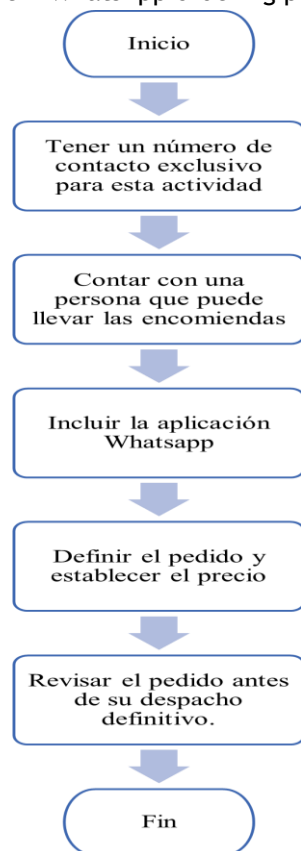 Inicio
Tener un número de
contacto exclusivo
para esta actividad
Contar con una
persona que puede
llevar las encomiendas
Incluir la aplicación
Whatsapp
Definir el pedido y
establecer el precio
Revisar el pedido antes
de su despacho
definitivo.
Fin